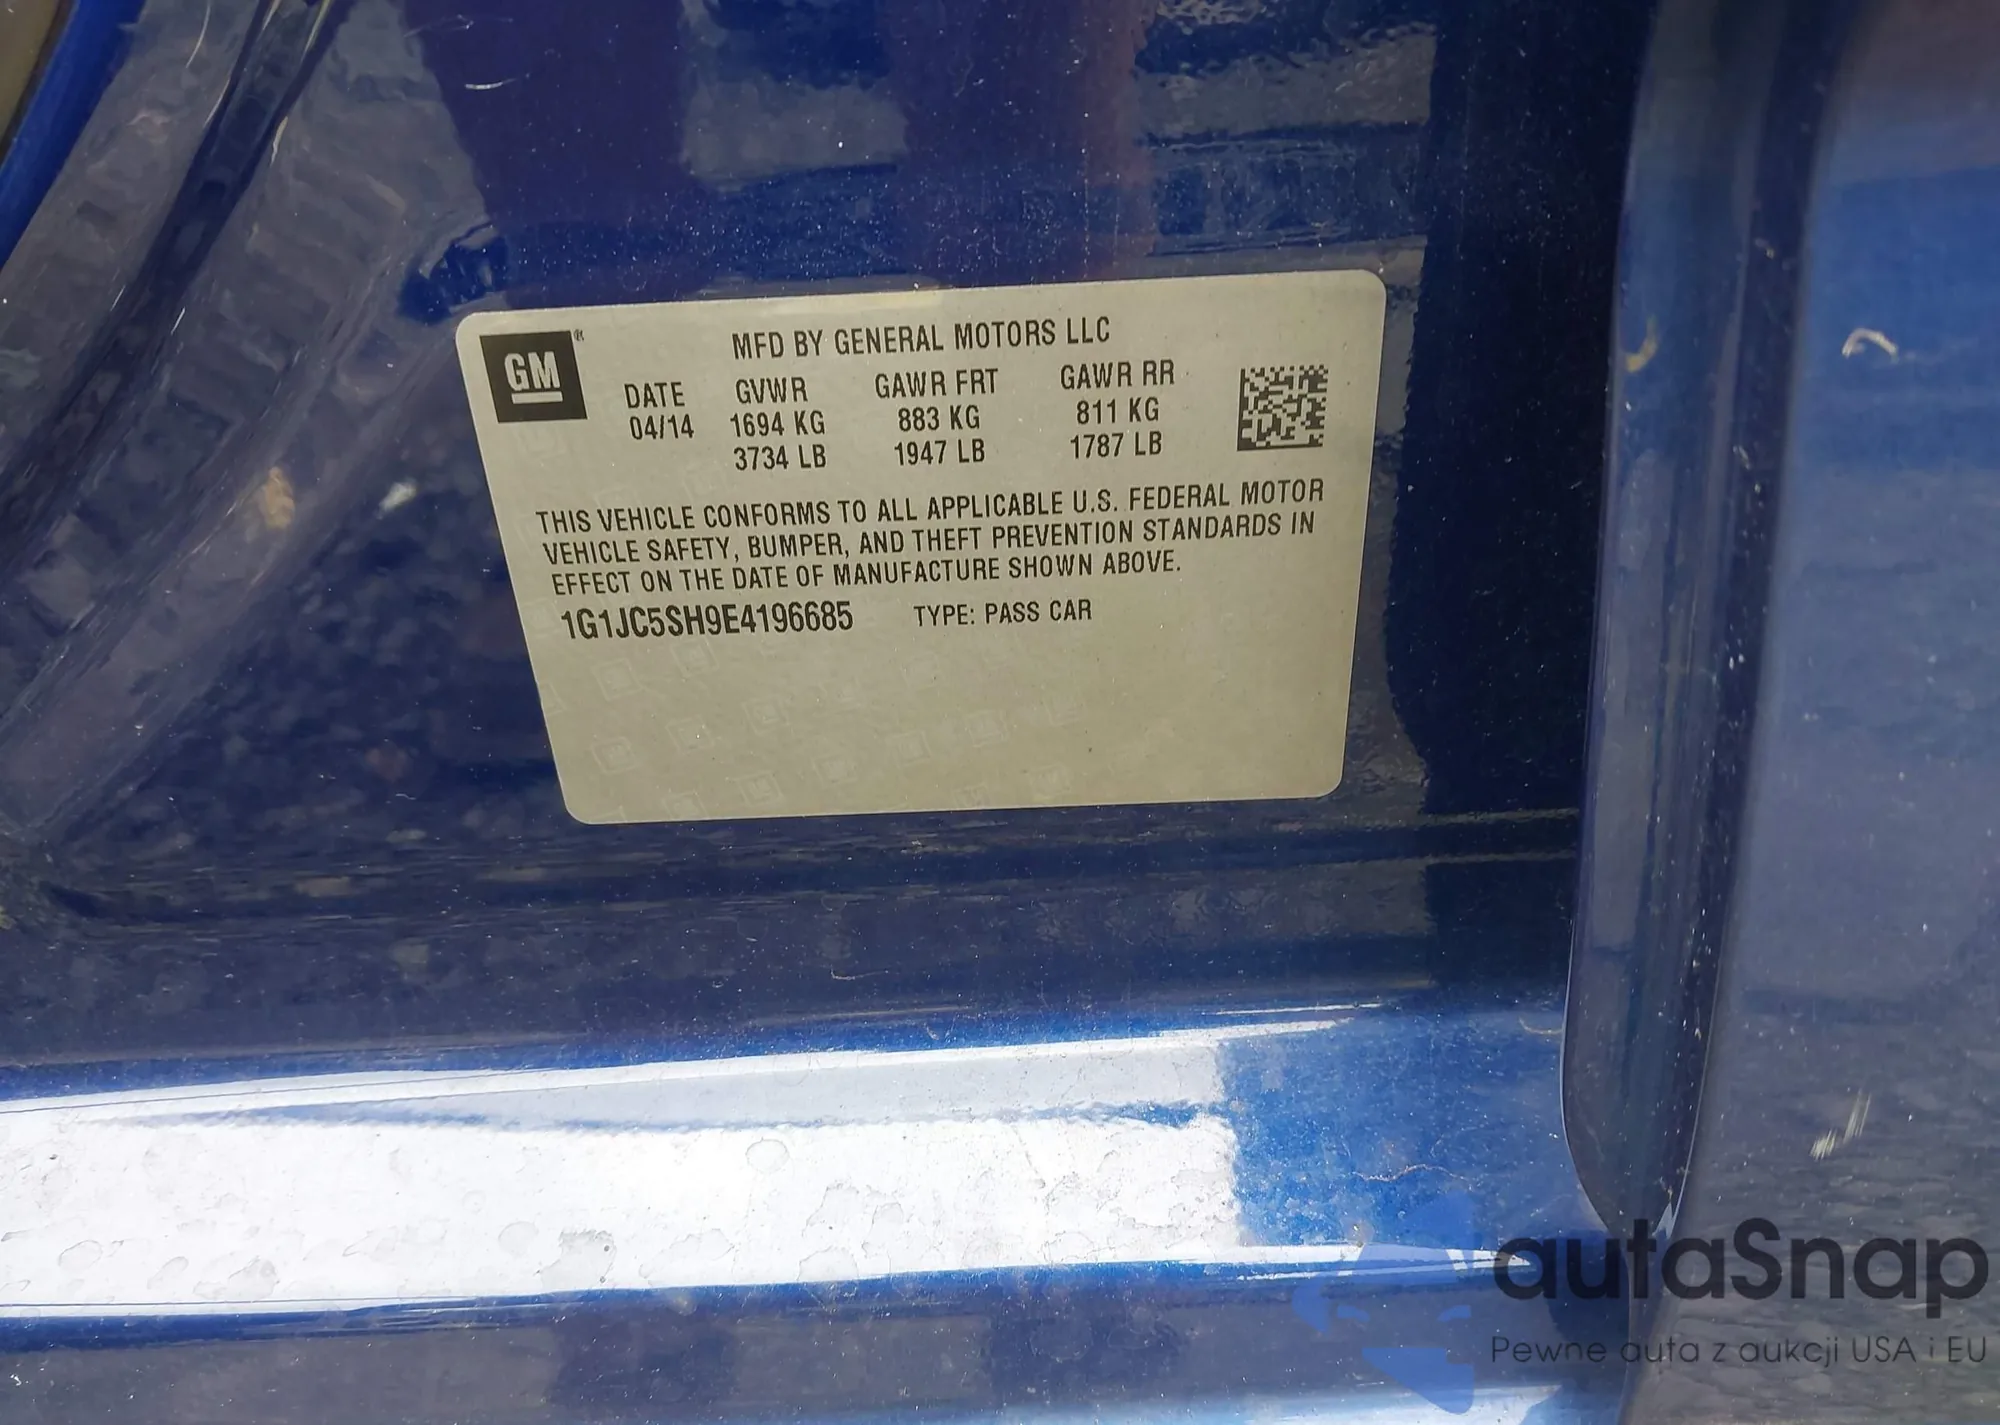 GM ®
MFD BY GENERAL MOTORS LLC
DATE GVWR GAWR FRT GAWR RR
04/14 1694 KG 883 KG 811 KG
3734 LB 1947 LB 1787 LB
THIS VEHICLE CONFORMS TO ALL APPLICABLE U.S. FEDERAL MOTOR
VEHICLE SAFETY, BUMPER, AND THEFT PREVENTION STANDARDS IN
EFFECT ON THE DATE OF MANUFACTURE SHOWN ABOVE.
1G1JC5SH9E4196685 TYPE: PASS CAR
autaSnap
Pewne auta z aukcji USA i EU